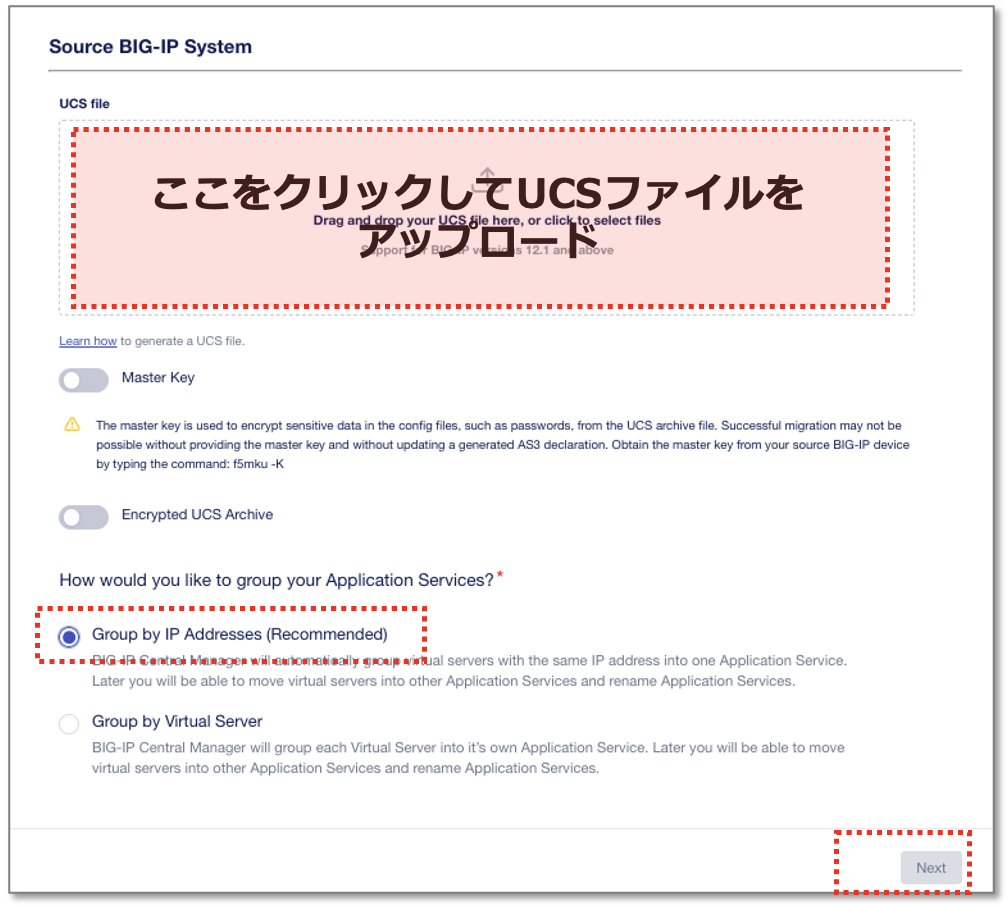 Source BIG-IP System
UCS file
ここをクリックしてUCSファイルを
Drag and drop your UCS file here, or click to select files
アップロード
Support for BIG-IP versions 12.1 and above
Learn how to generate a UCS file.
Master Key
The master key is used to encrypt sensitive data in the config files, such as passwords, from the UCS archive file. Successful migration may not be
possible without providing the master key and without updating a generated AS3 declaration. Obtain the master key from your source BIG-IP device
by typing the command: f5mku -K
Encrypted UCS Archive
How would you like to group your Application Services?*
Group by IP Addresses (Recommended)
BIG-IP Central Manager will automatically group virtual servers with the same IP address into one Application Service.
Later you will be able to move virtual servers into other Application Services and rename Application Services.
Group by Virtual Server
BIG-IP Central Manager will group each Virtual Server into it's own Application Service. Later you will be able to move
virtual servers into other Application Services and rename Application Services.
Next